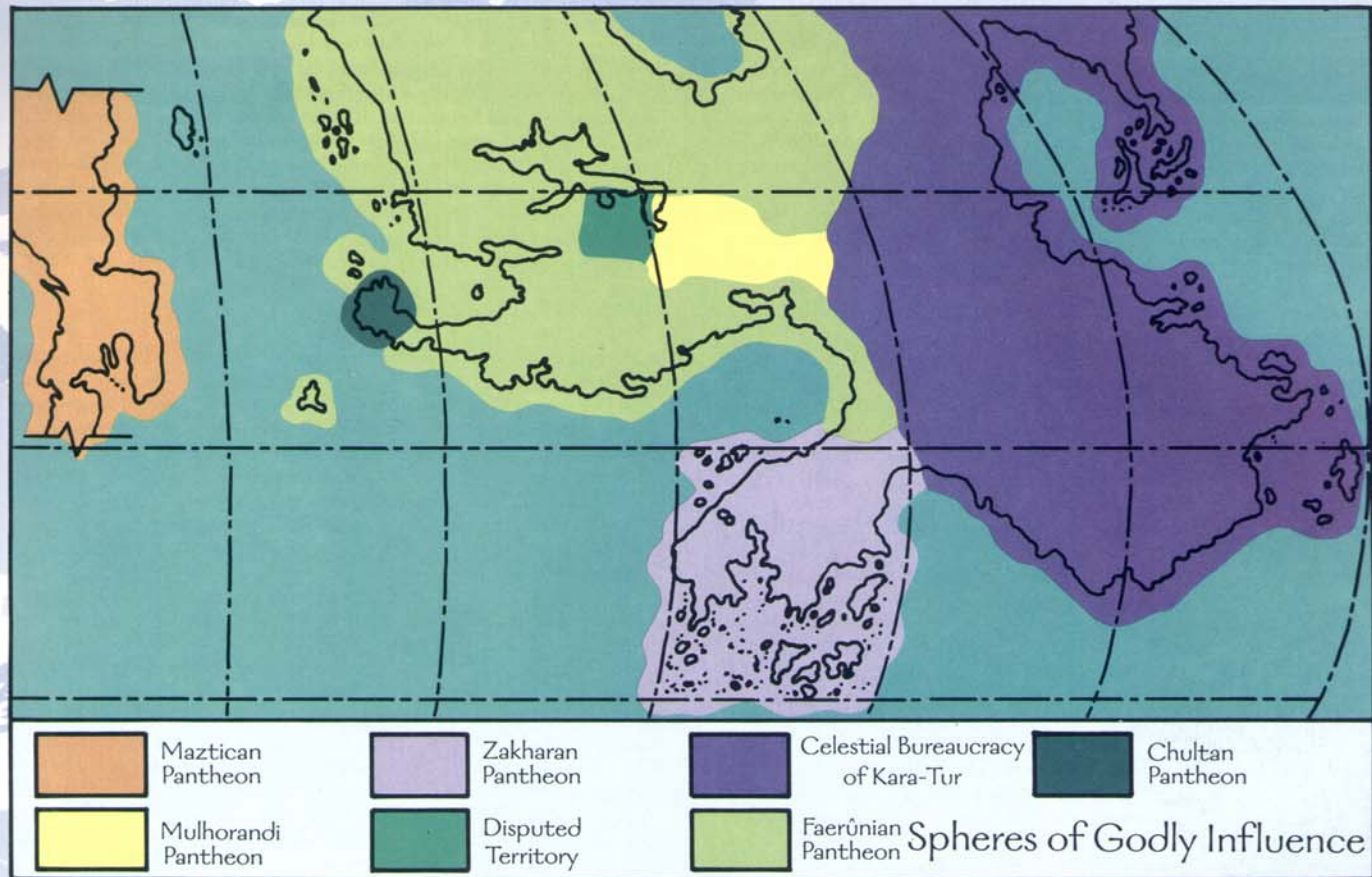 Maztican
Pantheon
Zakharan
Pantheon
Celestial Bureaucracy
of Kara-Tur
Chultan
Pantheon
Mulhorandi
Pantheon
Disputed
Territory
Faerûnian
Pantheon
Spheres of Godly Influence